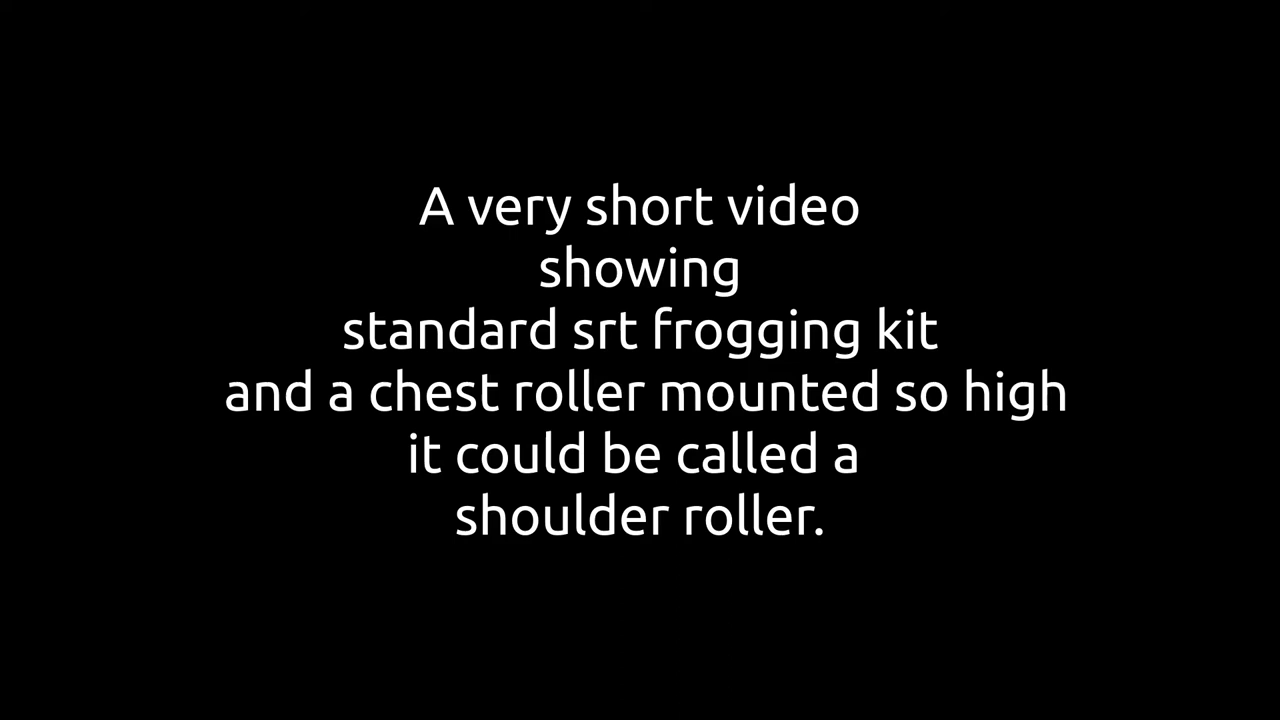 A very short video
showing
standard srt frogging kit
and a chest roller mounted so high
it could be called a
shoulder roller.